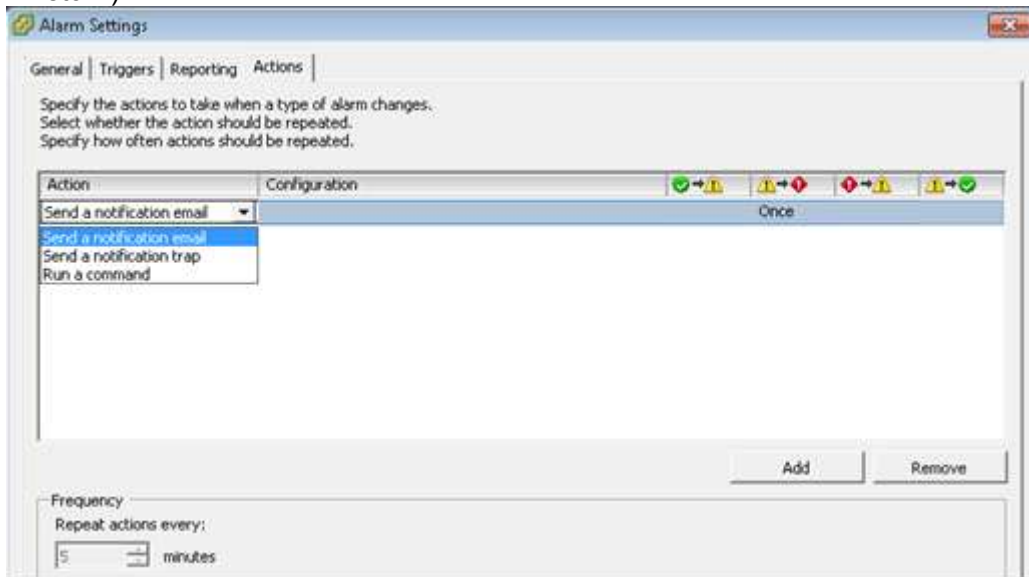 Alarm Settings
General Triggers Reporting Actions
Specify the actions to take when a type of alarm changes.
Select whether the action should be repeated.
Specify how often actions should be repeated.
Action Configuration
Send a notification email Once
Send a notification email
Send a notification trap
Run a command
Add Remove
Frequency
Repeat actions every:
5 minutes